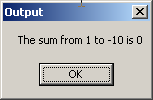 Output
The sum from 1 to -10 is 0
OK